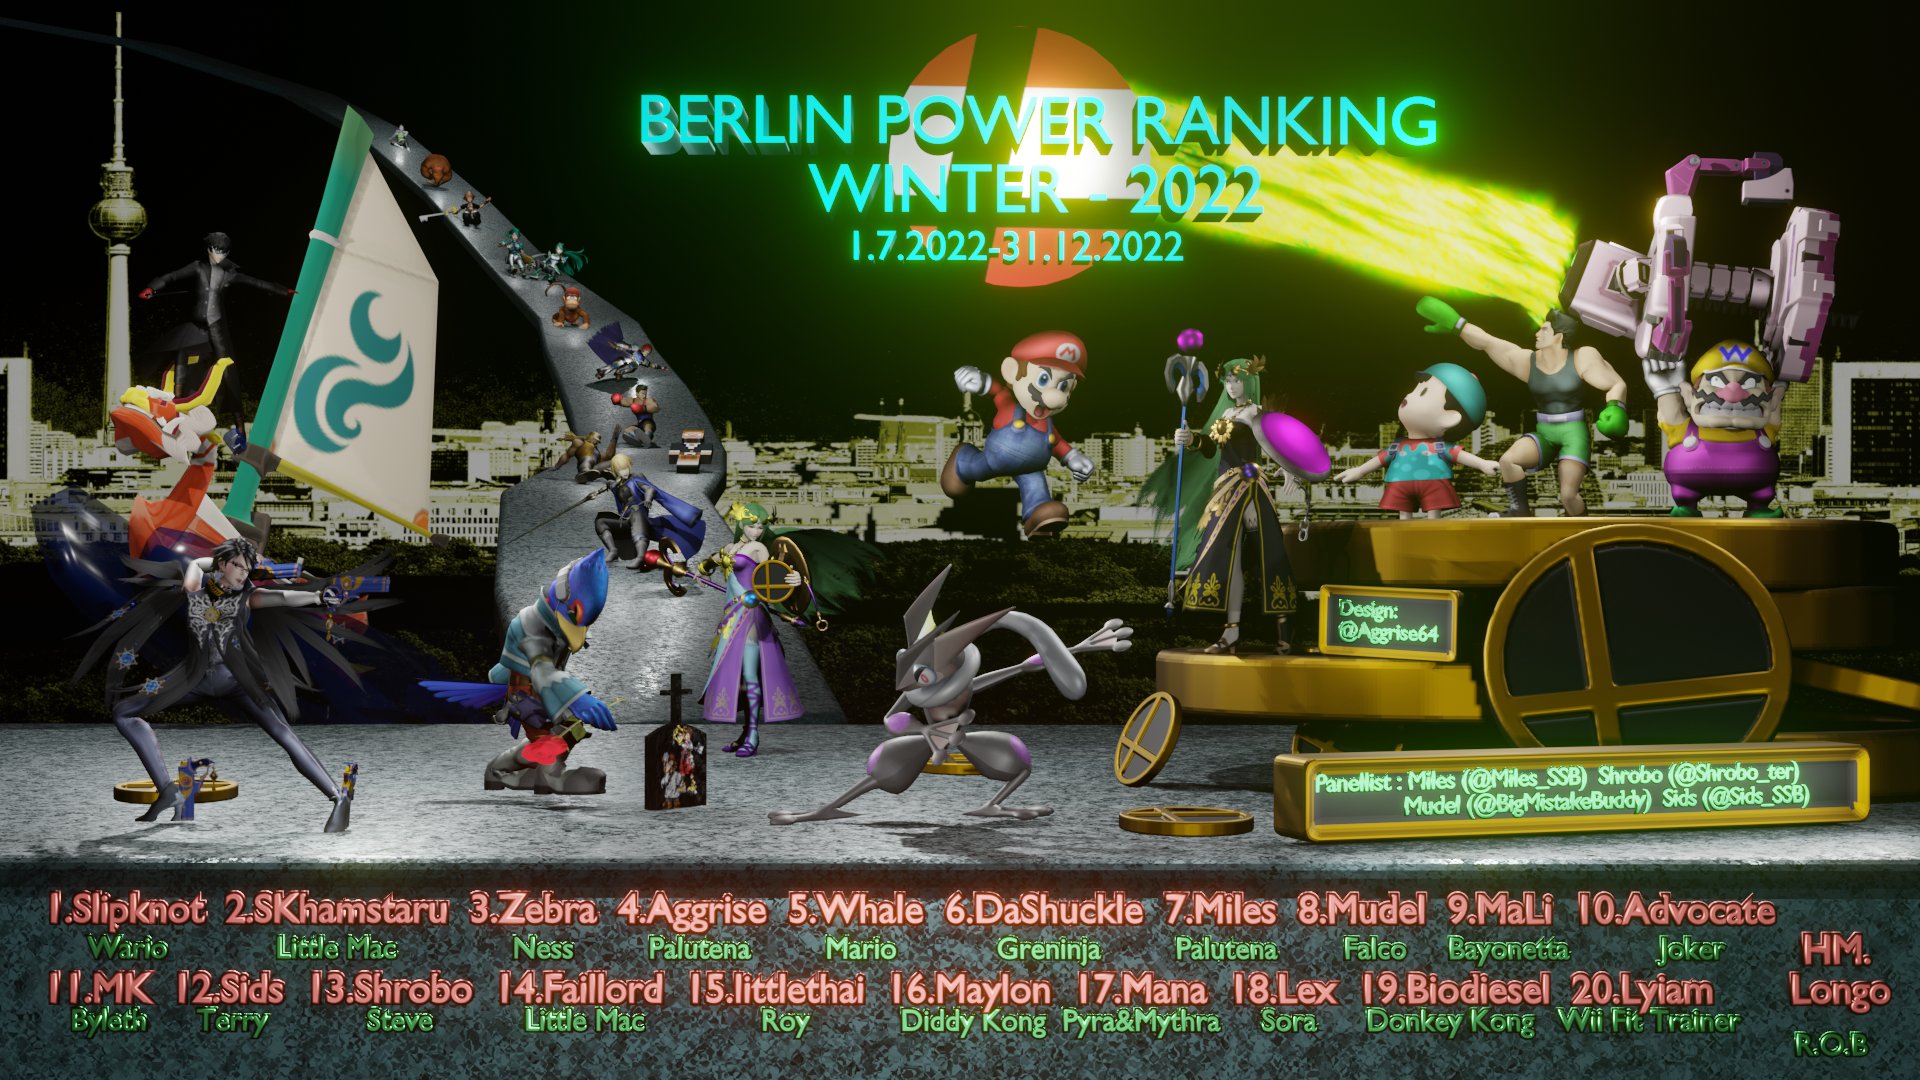 BERLIN POWER RANKING
WINTER - 2022
1.7.2022-31.12.2022
M
W
Design:
@Aggrise64
Panellist : Miles (@Miles_SSB) Shrobo (@Shrobo_ter)
Mudel (@BigMistakeBuddy) Sids (@Sids_SSB)
1.Slipknot 2.SKhamstaru 3.Zebra 4.Aggrise 5.Whale 6.DaShuckle 7.Miles 8.Mudel 9.MaLi 10.Advocate
Wario Little Mac Ness Palutena Mario Greninja Palutena Falco Bayonetta Joker
11.MK 12.Sids 13.Shrobo 14.Faillord 15.littlethai 16.Maylon 17.Mana 18.Lex 19.Biodiesel 20.Lyiam
Byleth Terry Steve Little Mac Roy Diddy Kong Pyra&Mythra Sora Donkey Kong Wii Fit Trainer
HM.
Longo
R.O.B